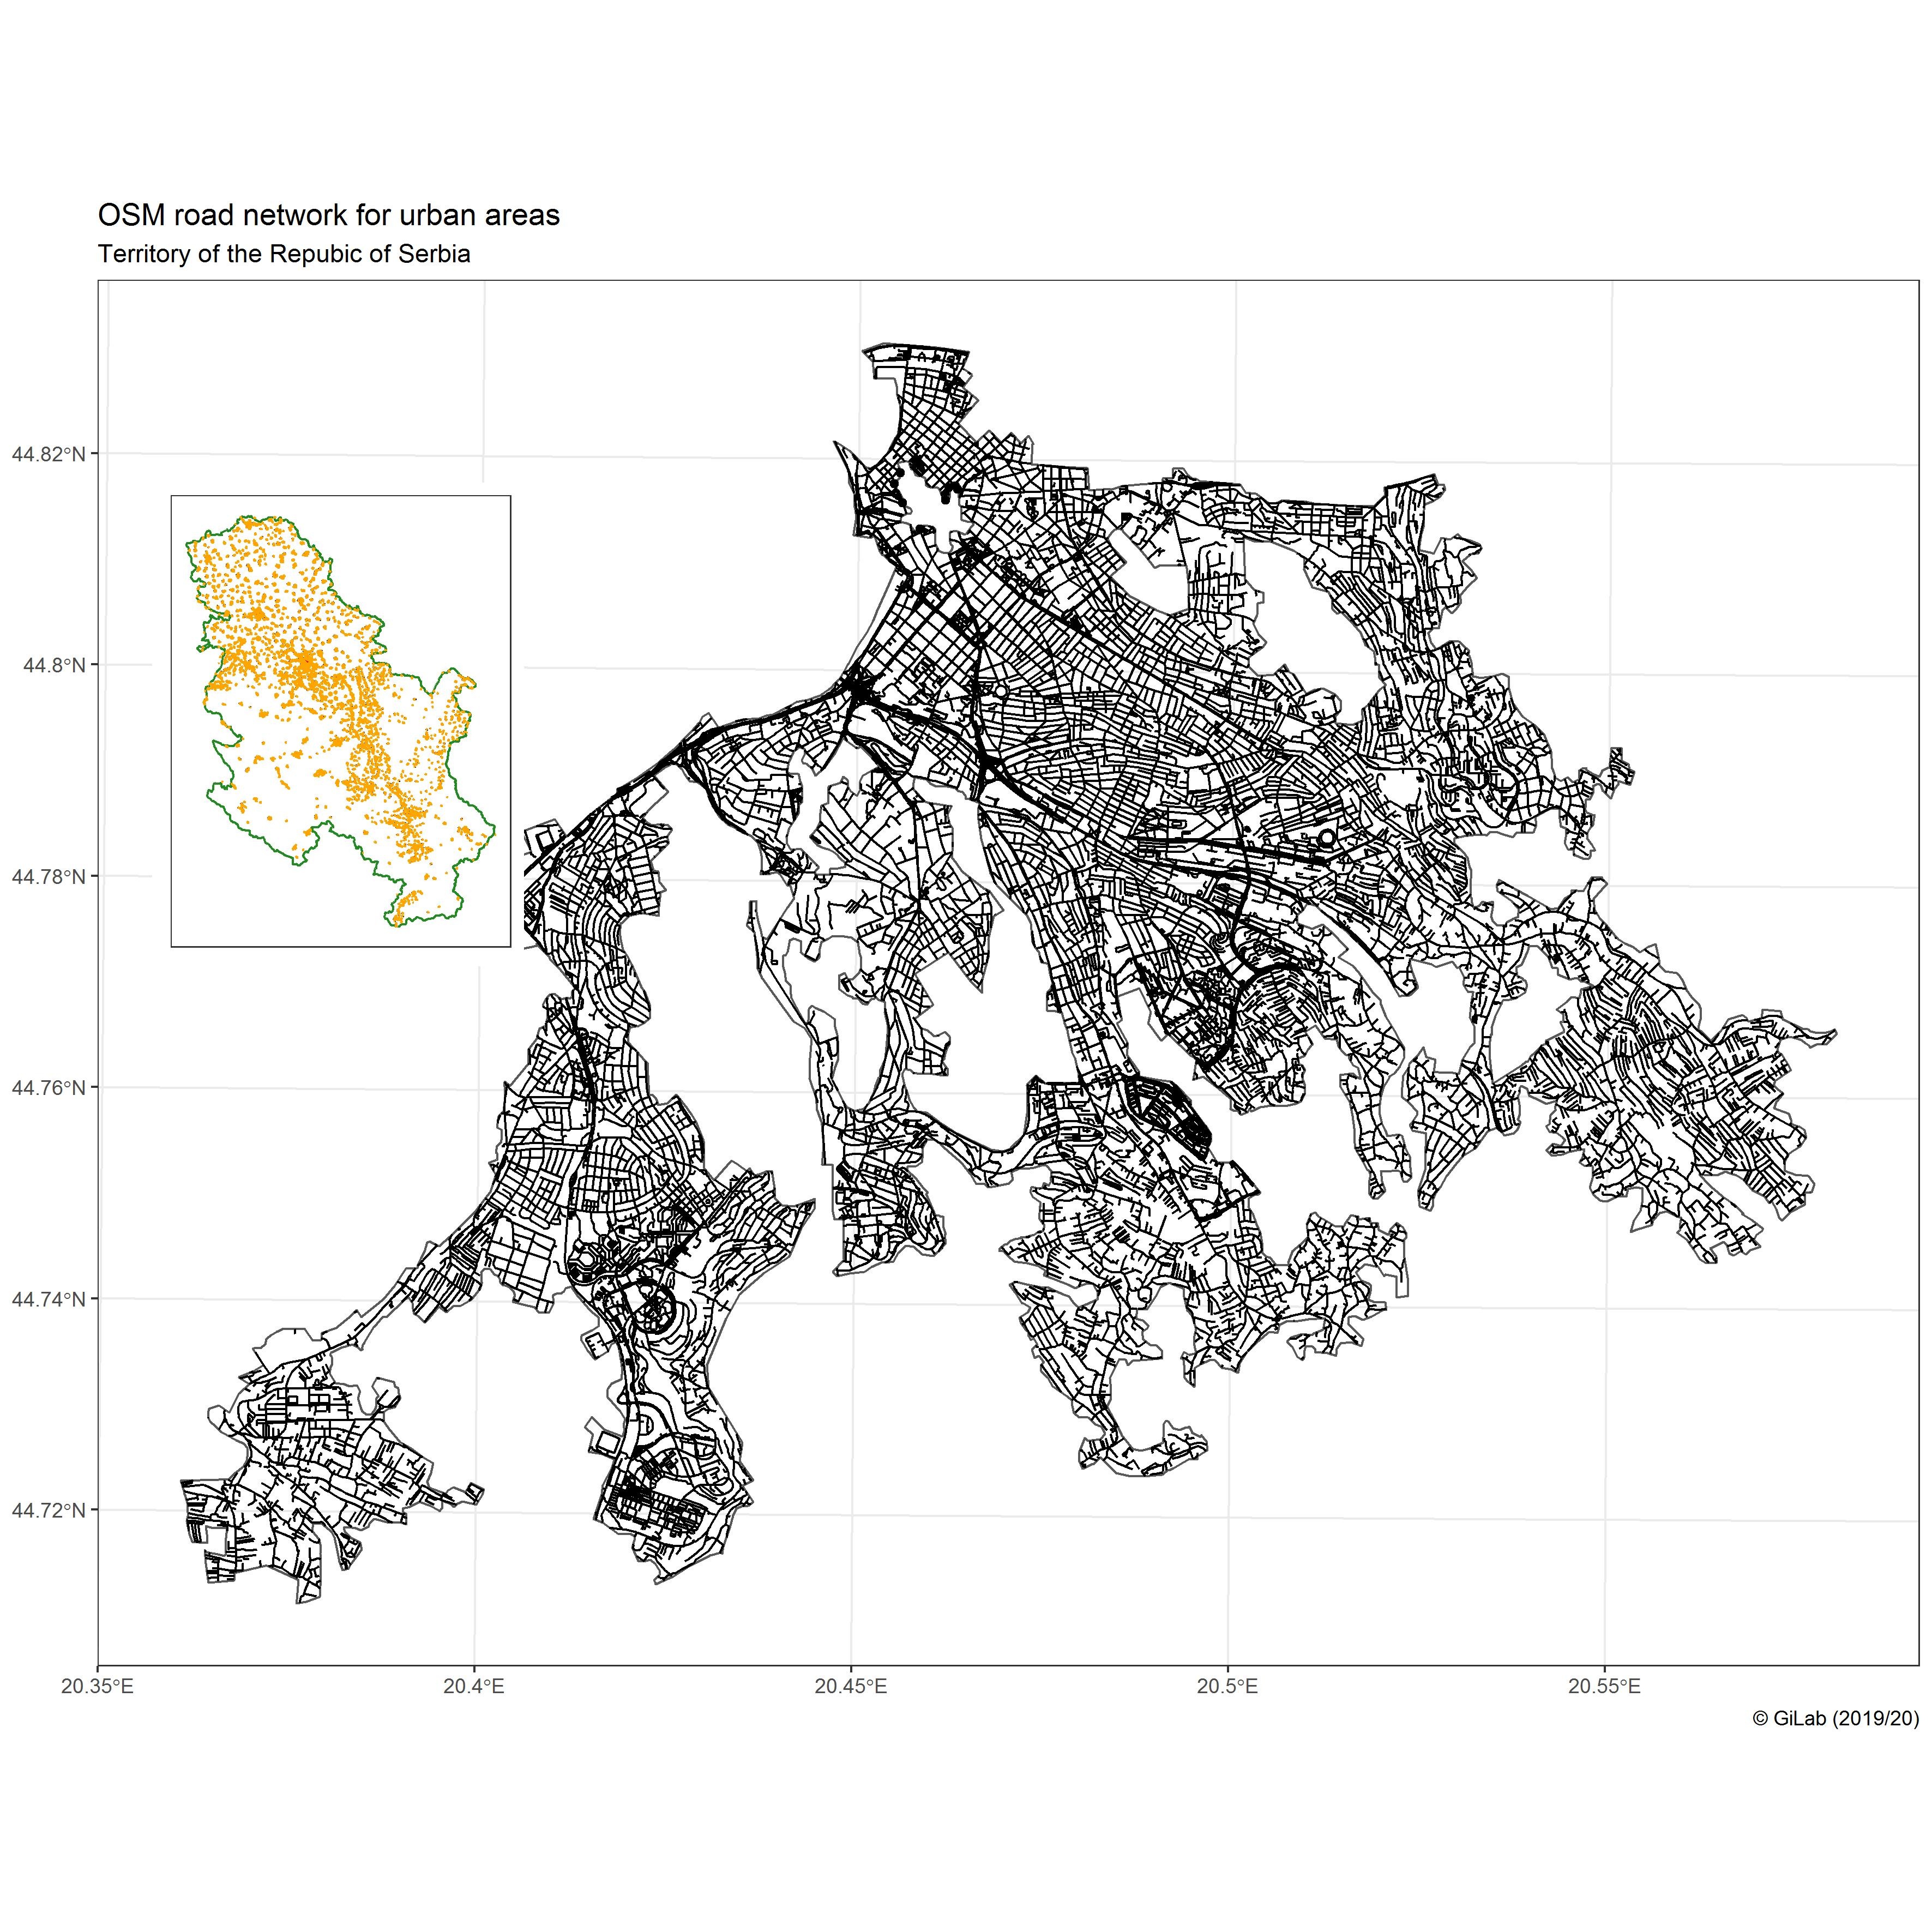 OSM road network for urban areas
Territory of the Repubic of Serbia
44.82°N
44.8°N
44.78°N
44.76°N
44.74°N
44.72°N
20.35°E
20.4°E
20.45°E
20.5°E
20.55°E
© GiLab (2019/20)